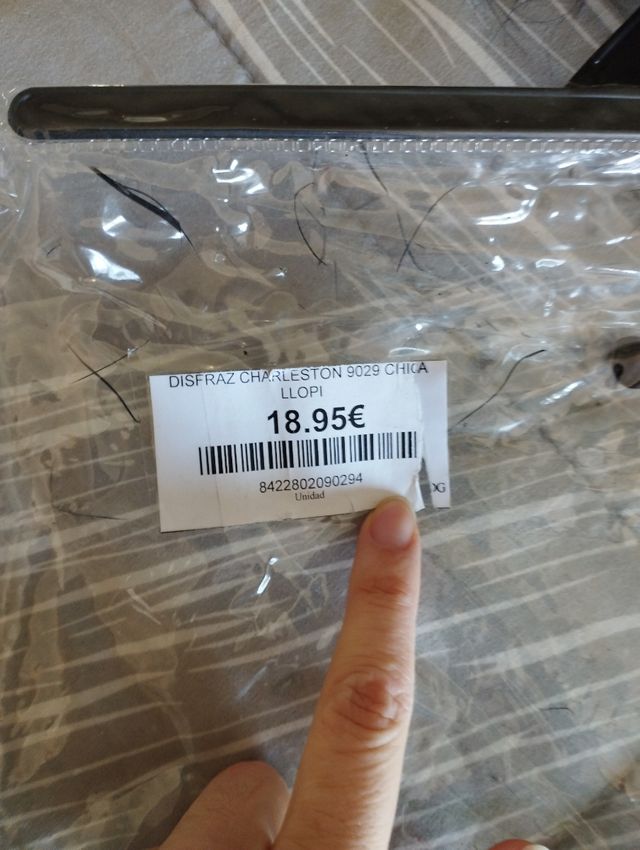 DISFRAZ CHARLESTON 9029 CHICA
LLOPI
18.95€
8422802090294
Unidad